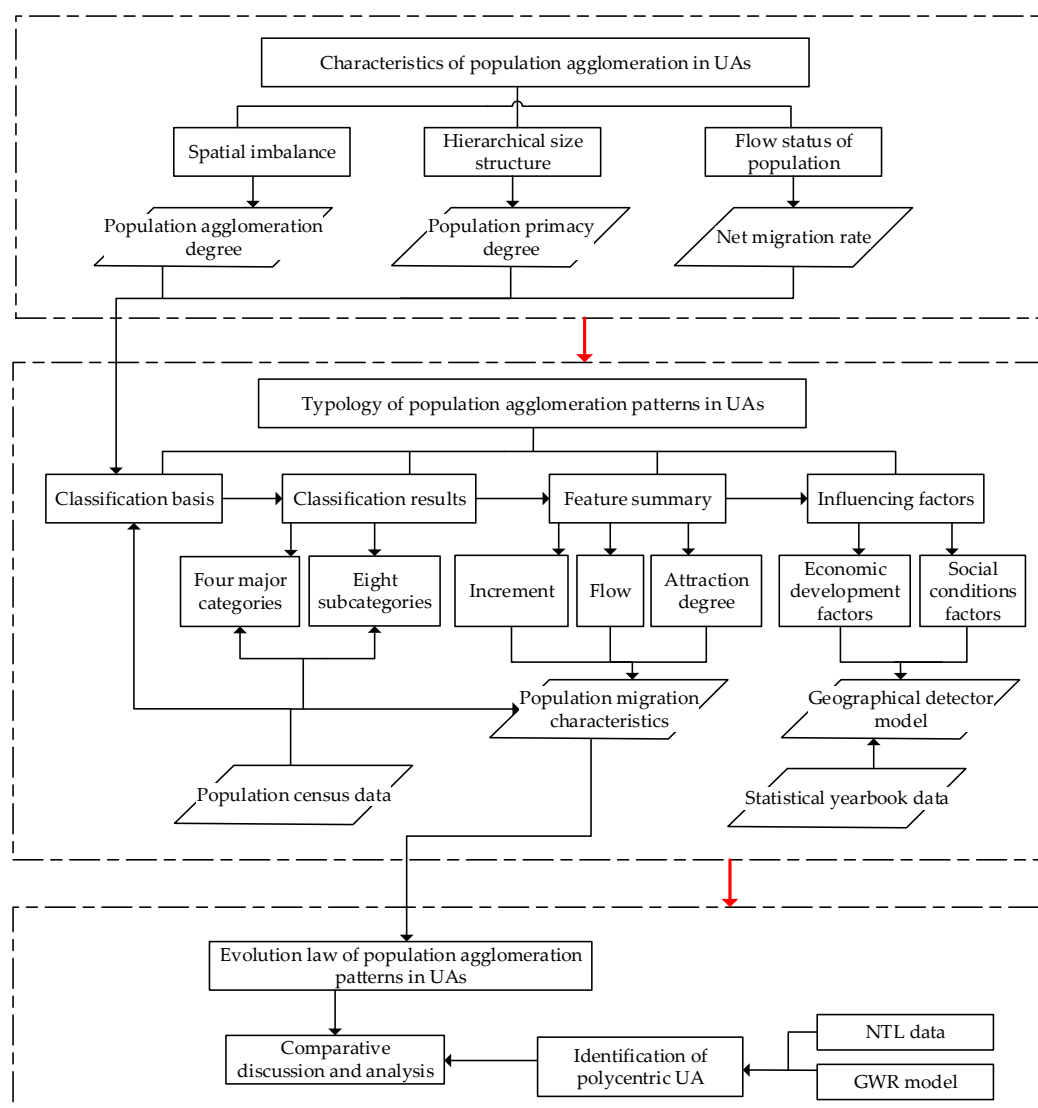 Characteristics of population agglomeration in UAs
Spatial imbalance
Hierarchical size
structure
Flow status of
population
Population agglomeration
degree
Population primacy
degree
Net migration rate
Typology of population agglomeration patterns in UAs
Classification basis
Classification results
Feature summary
Influencing factors
Four major
categories
Eight
subcategories
Increment
Flow
Attraction
degree
Economic
development
factors
Social
conditions
factors
Population migration
characteristics
Geographical detector
model
Population census data
Statistical yearbook data
Evolution law of population agglomeration
patterns in UAs
Comparative
discussion and analysis
Identification of
polycentric UA
NTL data
GWR model